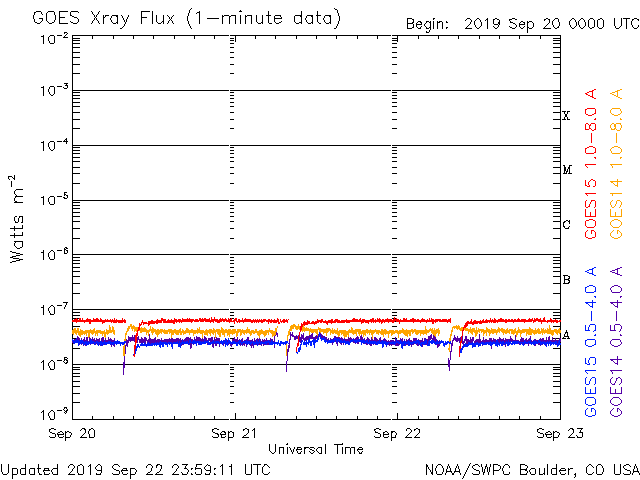 GOES Xray Flux (1-minute data)
Begin: 2019 Sep 20 0000 UTC
10⁻²
10⁻³
10⁻⁴
10⁻⁵
10⁻⁶
10⁻⁷
10⁻⁸
10⁻⁹
Watts m⁻²
X
M
C
B
A
GOES15 1.0-8.0 A
GOES14 1.0-8.0 A
GOES15 0.5-4.0 A
GOES14 0.5-4.0 A
Sep 20 Sep 21 Sep 22 Sep 23
Universal Time
Updated 2019 Sep 22 23:59:11 UTC
NOAA/SWPC Boulder, CO USA